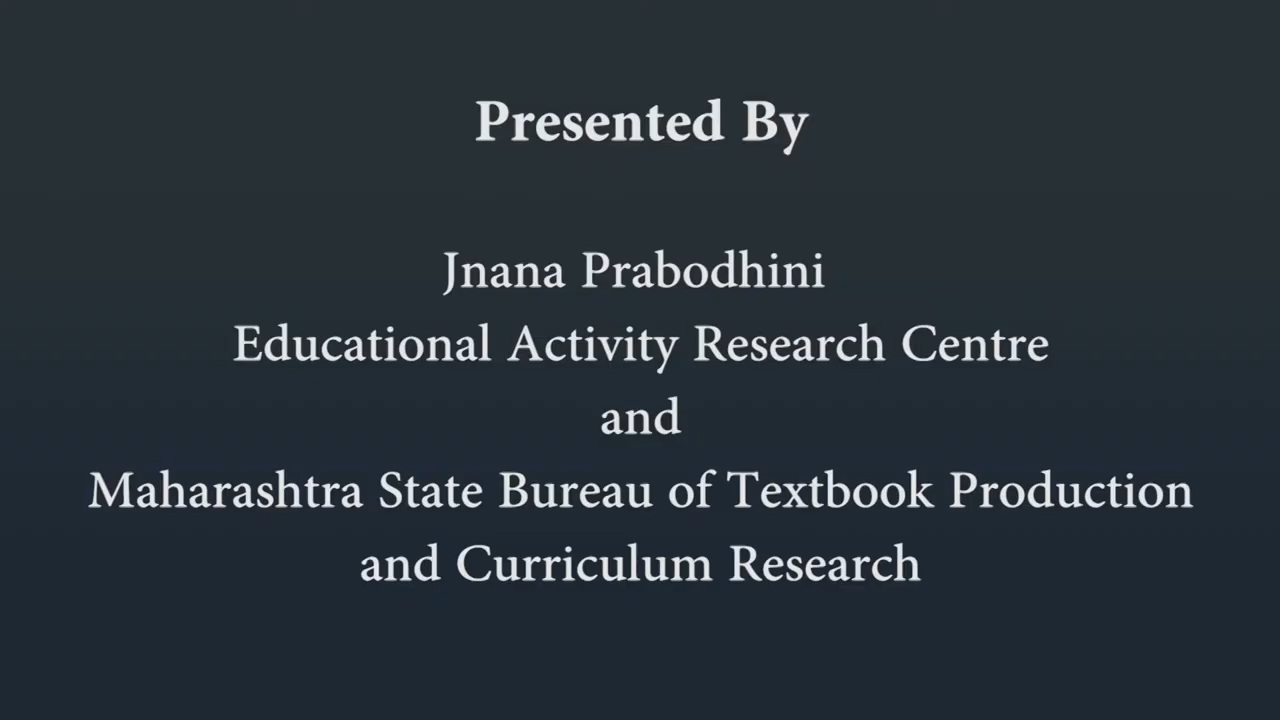 Presented By
Jnana Prabodhini
Educational Activity Research Centre
and
Maharashtra State Bureau of Textbook Production
and Curriculum Research